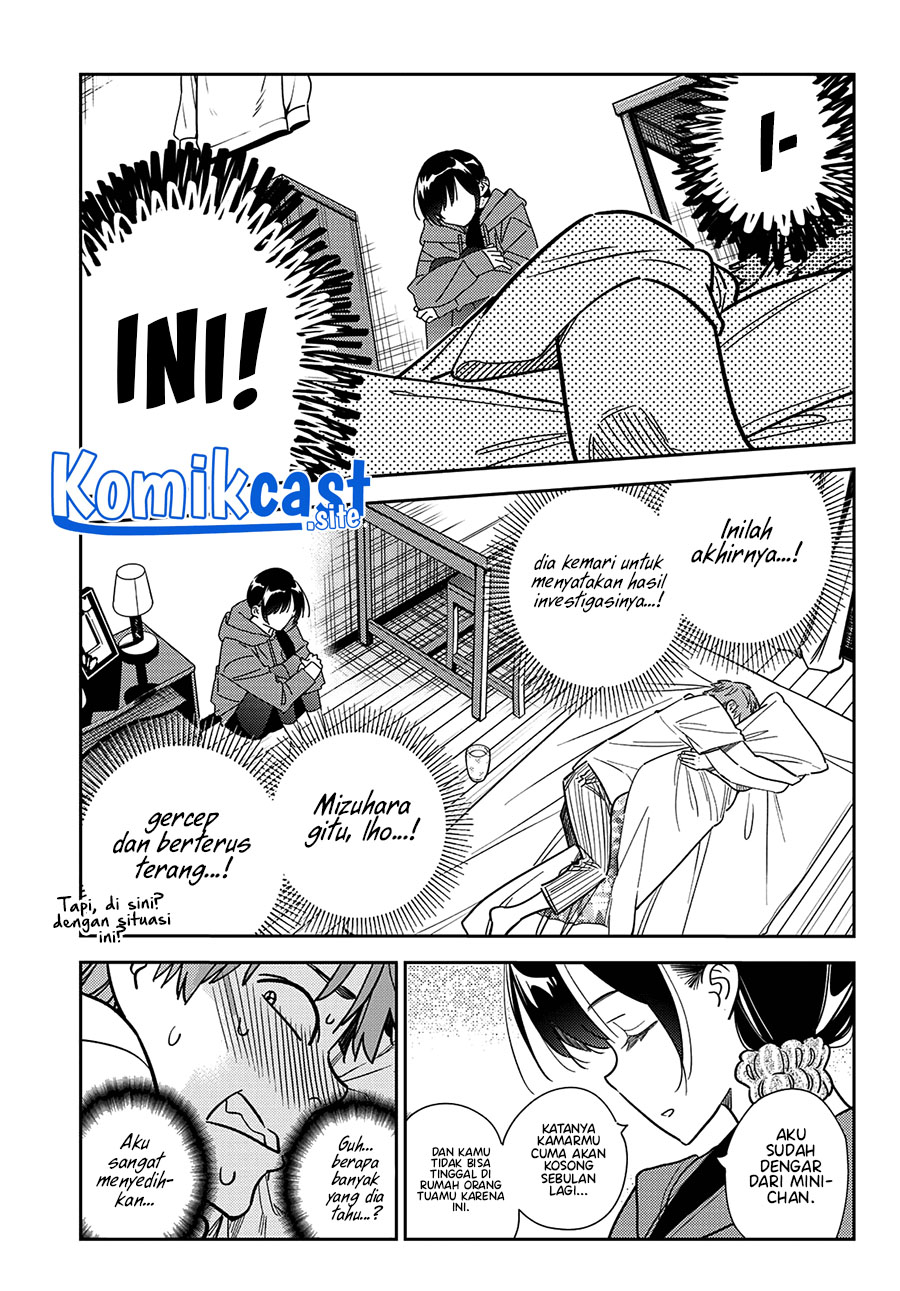 I-
INI!
Inilah
akhirnya...!
dia kemari untuk
menyatakan hasil
investigasinya...!
Mizuhara
gitu, lho...!
gercep
dan berterus
terang...!
Tapi, di sini?
dengan situasi
ini?
Komikcast
.site
AKU
SUDAH
DENGAR
DARI MINI-
CHAN.
KATANYA
KAMARMU
CUMA AKAN
KOSONG
SEBULAN
LAGI...
DAN KAMU
TIDAK BISA
TINGGAL DI
RUMAH ORANG
TUAMU KARENA
INI.
Guh...
berapa
banyak
yang dia
tahu...?
Aku
sangat
menyedih-
kan...